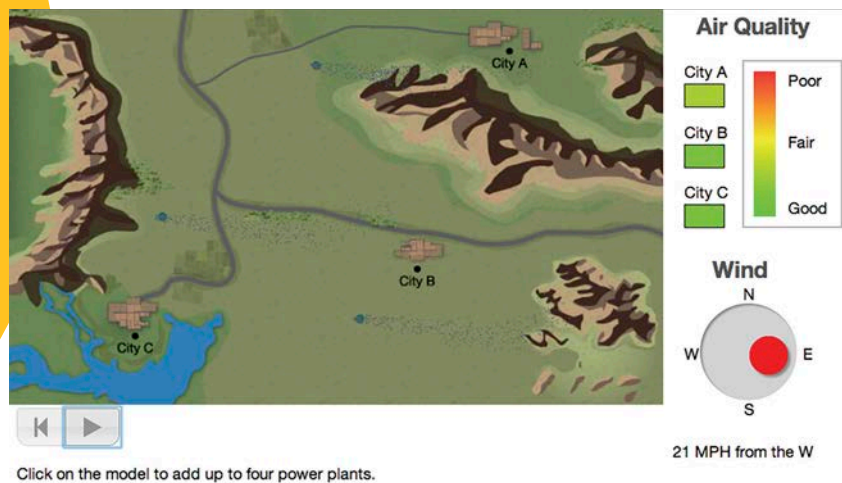 Air Quality
City A
Poor
City A
City B
Fair
City C
Good
City B
Wind
N
City C
W
E
S
21 MPH from the W
Click on the model to add up to four power plants.